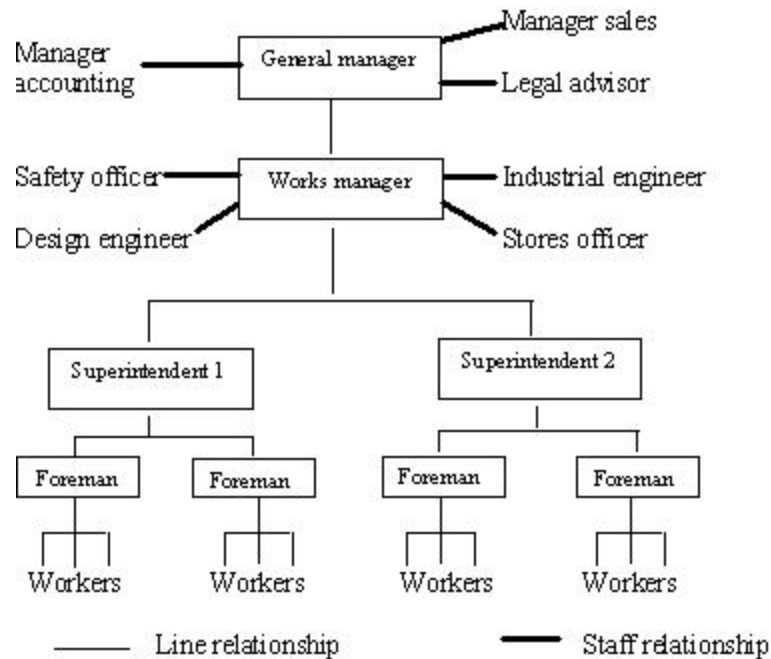 Manager sales
Manager
accounting
General manager
Legal advisor
Safety officer
Works manager
Industrial engineer
Design engineer
Stores officer
Superintendent 1
Superintendent 2
Foreman
Foreman
Foreman
Foreman
Workers
Workers
Workers
Workers
Line relationship
Staff relationship